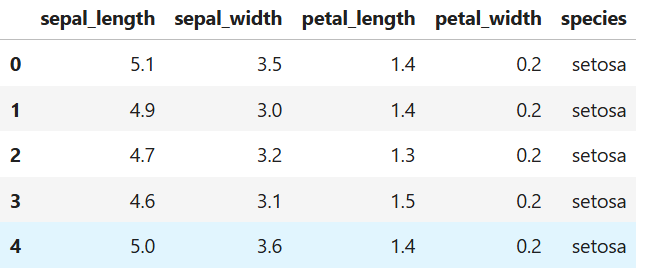 sepal_length sepal_width petal_length petal_width species
0 5.1 3.5 1.4 0.2 setosa
1 4.9 3.0 1.4 0.2 setosa
2 4.7 3.2 1.3 0.2 setosa
3 4.6 3.1 1.5 0.2 setosa
4 5.0 3.6 1.4 0.2 setosa